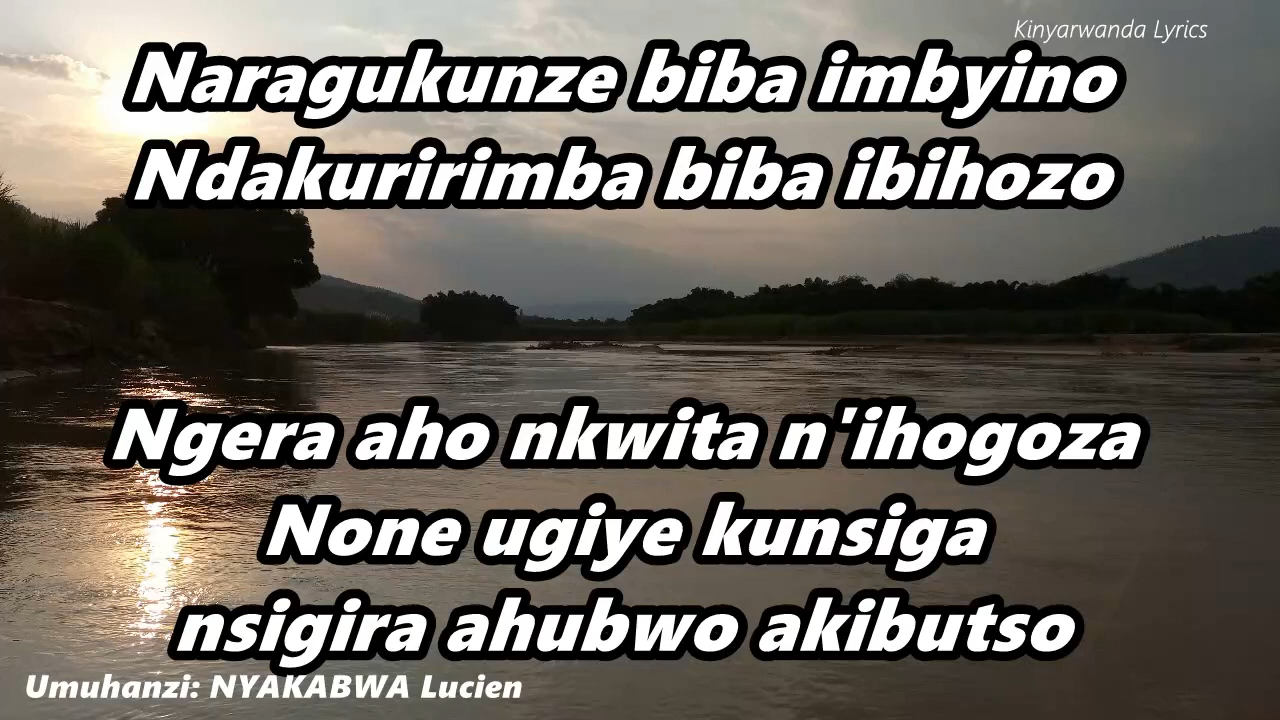 Kinyarwanda Lyrics
Naragukunze biba imbyino
Ndakuririmba biba ibihozo
Ngera aho nkwita n'ihogoza
None ugiye kunsiga
nsigira ahubwo akibutso
Umuhanzi: NYAKABWA Lucien